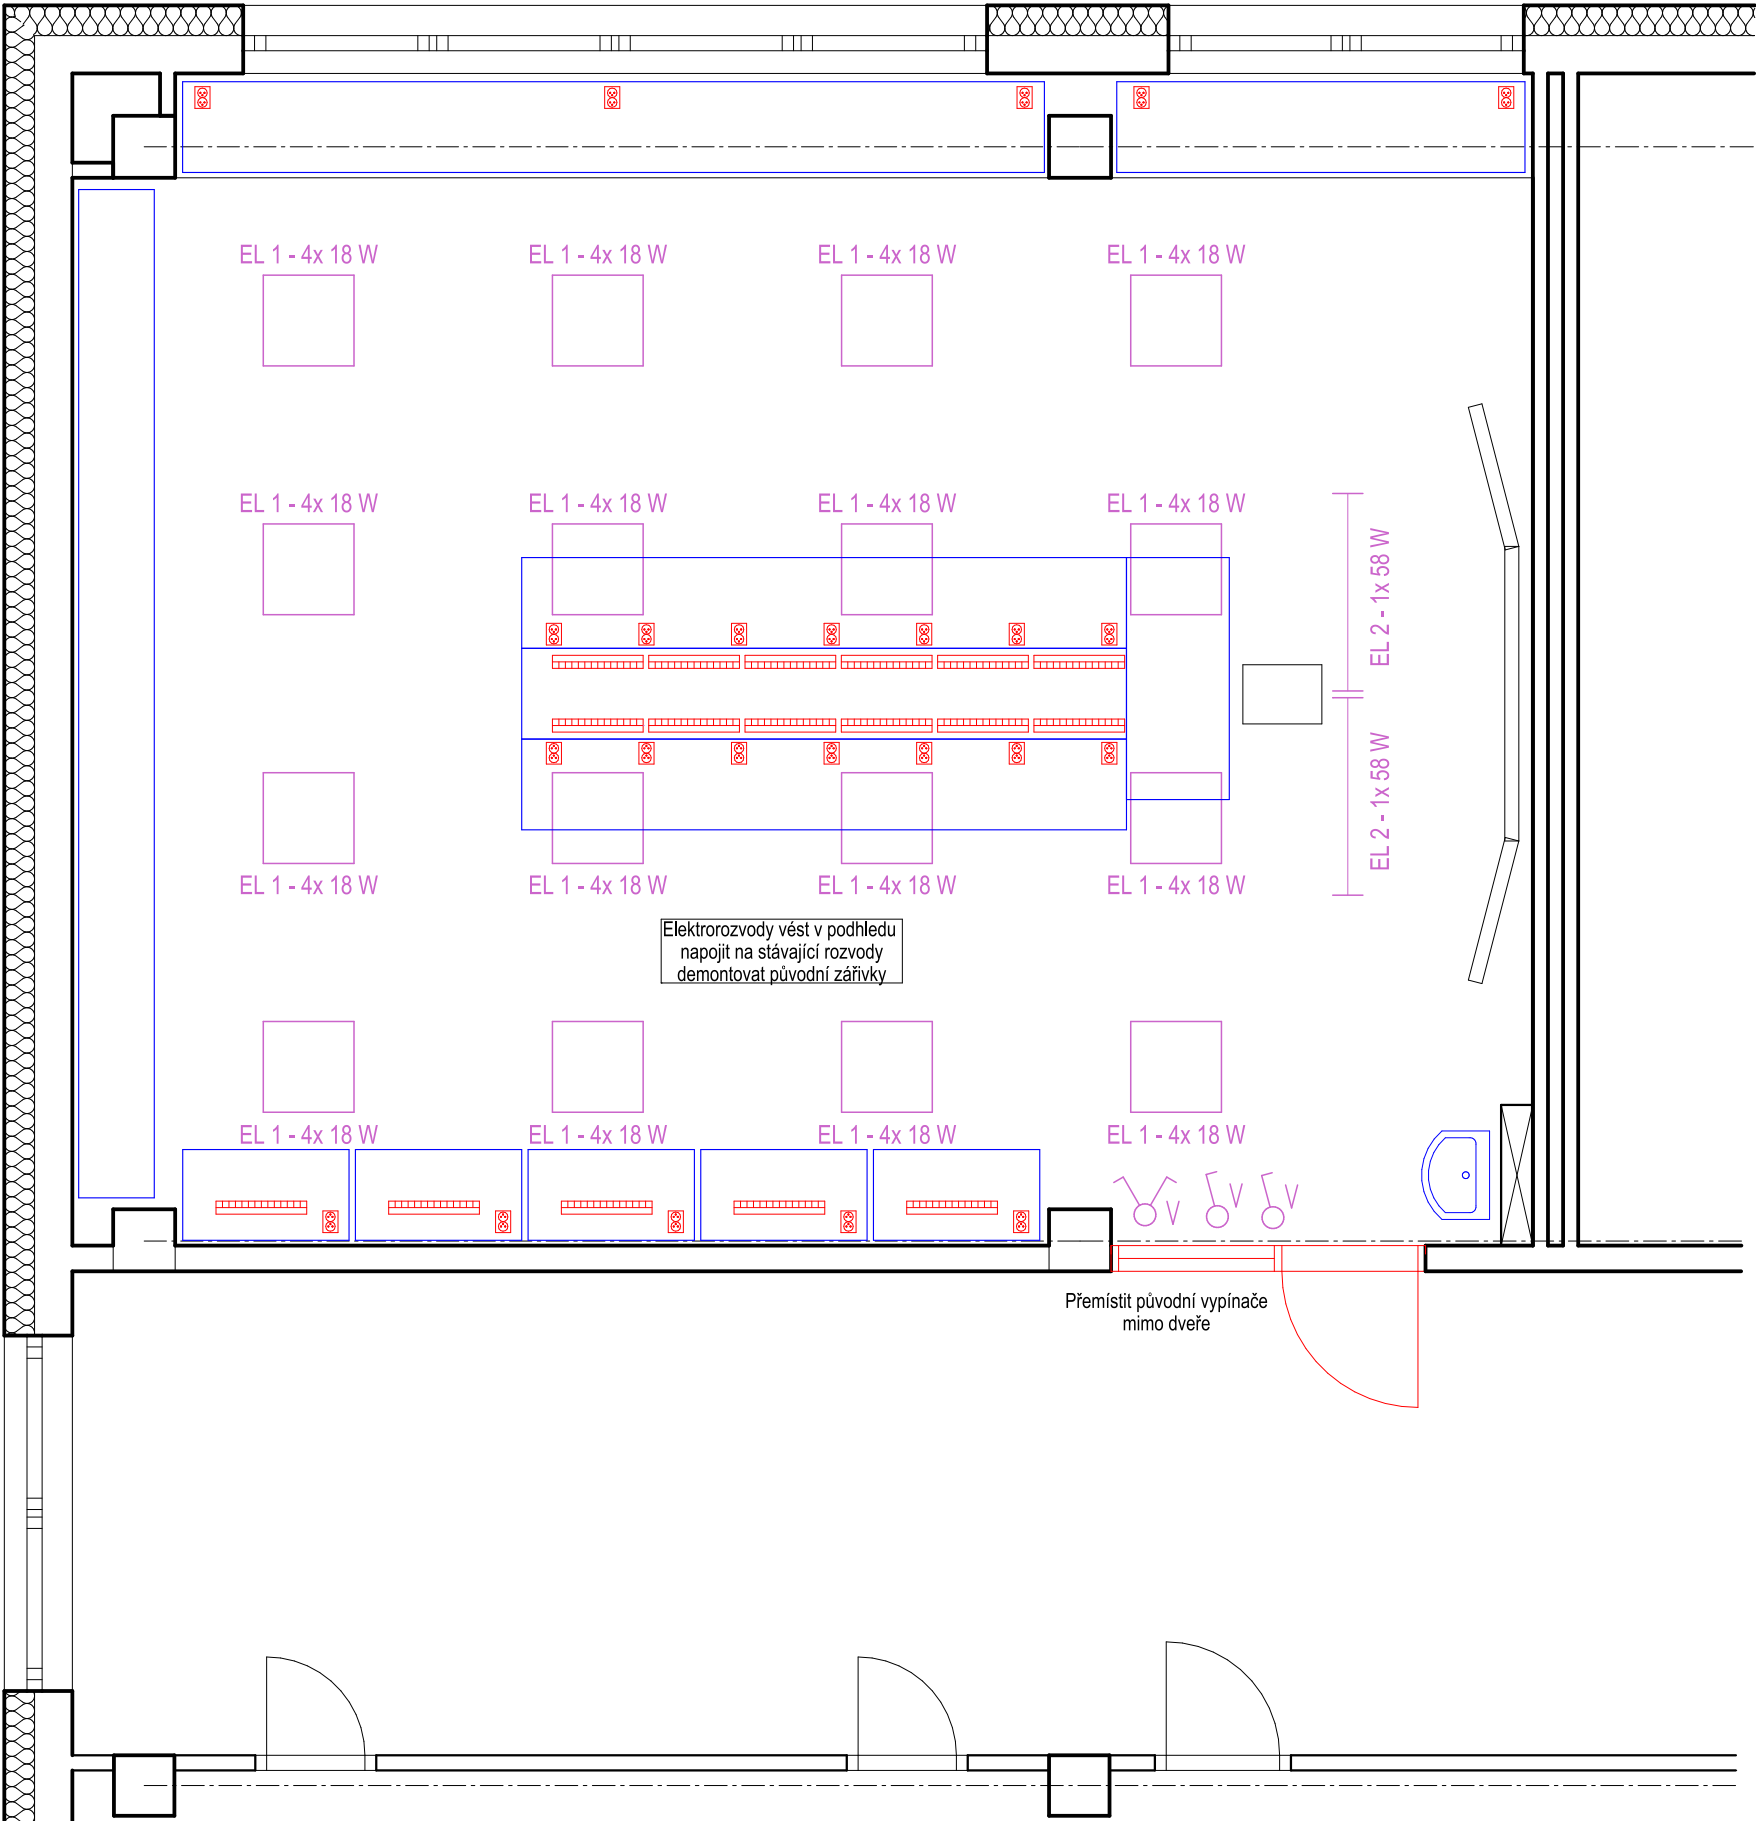 EL 1 - 4x 18 W
EL 1 - 4x 18 W
EL 1 - 4x 18 W
EL 1 - 4x 18 W
EL 1 - 4x 18 W
EL 1 - 4x 18 W
EL 1 - 4x 18 W
EL 1 - 4x 18 W
EL 2 - 1x 58 W
EL 2 - 1x 58 W
EL 1 - 4x 18 W
EL 1 - 4x 18 W
EL 1 - 4x 18 W
EL 1 - 4x 18 W
Elektrorozvody vést v podhledu
napojit na stávající rozvody
demontovat původní zářivky
EL 1 - 4x 18 W
EL 1 - 4x 18 W
EL 1 - 4x 18 W
EL 1 - 4x 18 W
V
V
V
Přemístit původní vypínače
mimo dveře